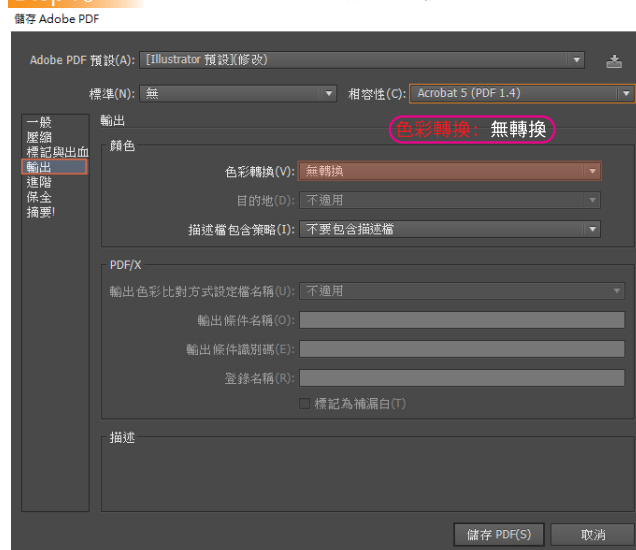 儲存 Adobe PDF
Adobe PDF 預設(A): [Illustrator 預設](修改)
標準(N): 無 相容性(C): Acrobat 5 (PDF 1.4)
一般
壓縮
標記與出血
輸出
進階
保全
摘要!
輸出
色彩轉換: 無轉換
顏色
色彩轉換(V): 無轉換
目的地(D): 不適用
描述檔包含策略(I): 不要包含描述檔
PDF/X
輸出色彩比對方式設定檔名稱(U): 不適用
輸出條件名稱(O):
輸出條件識別碼(E):
登錄名稱(R):
標記為補漏白(T)
描述
儲存 PDF(S) 取消